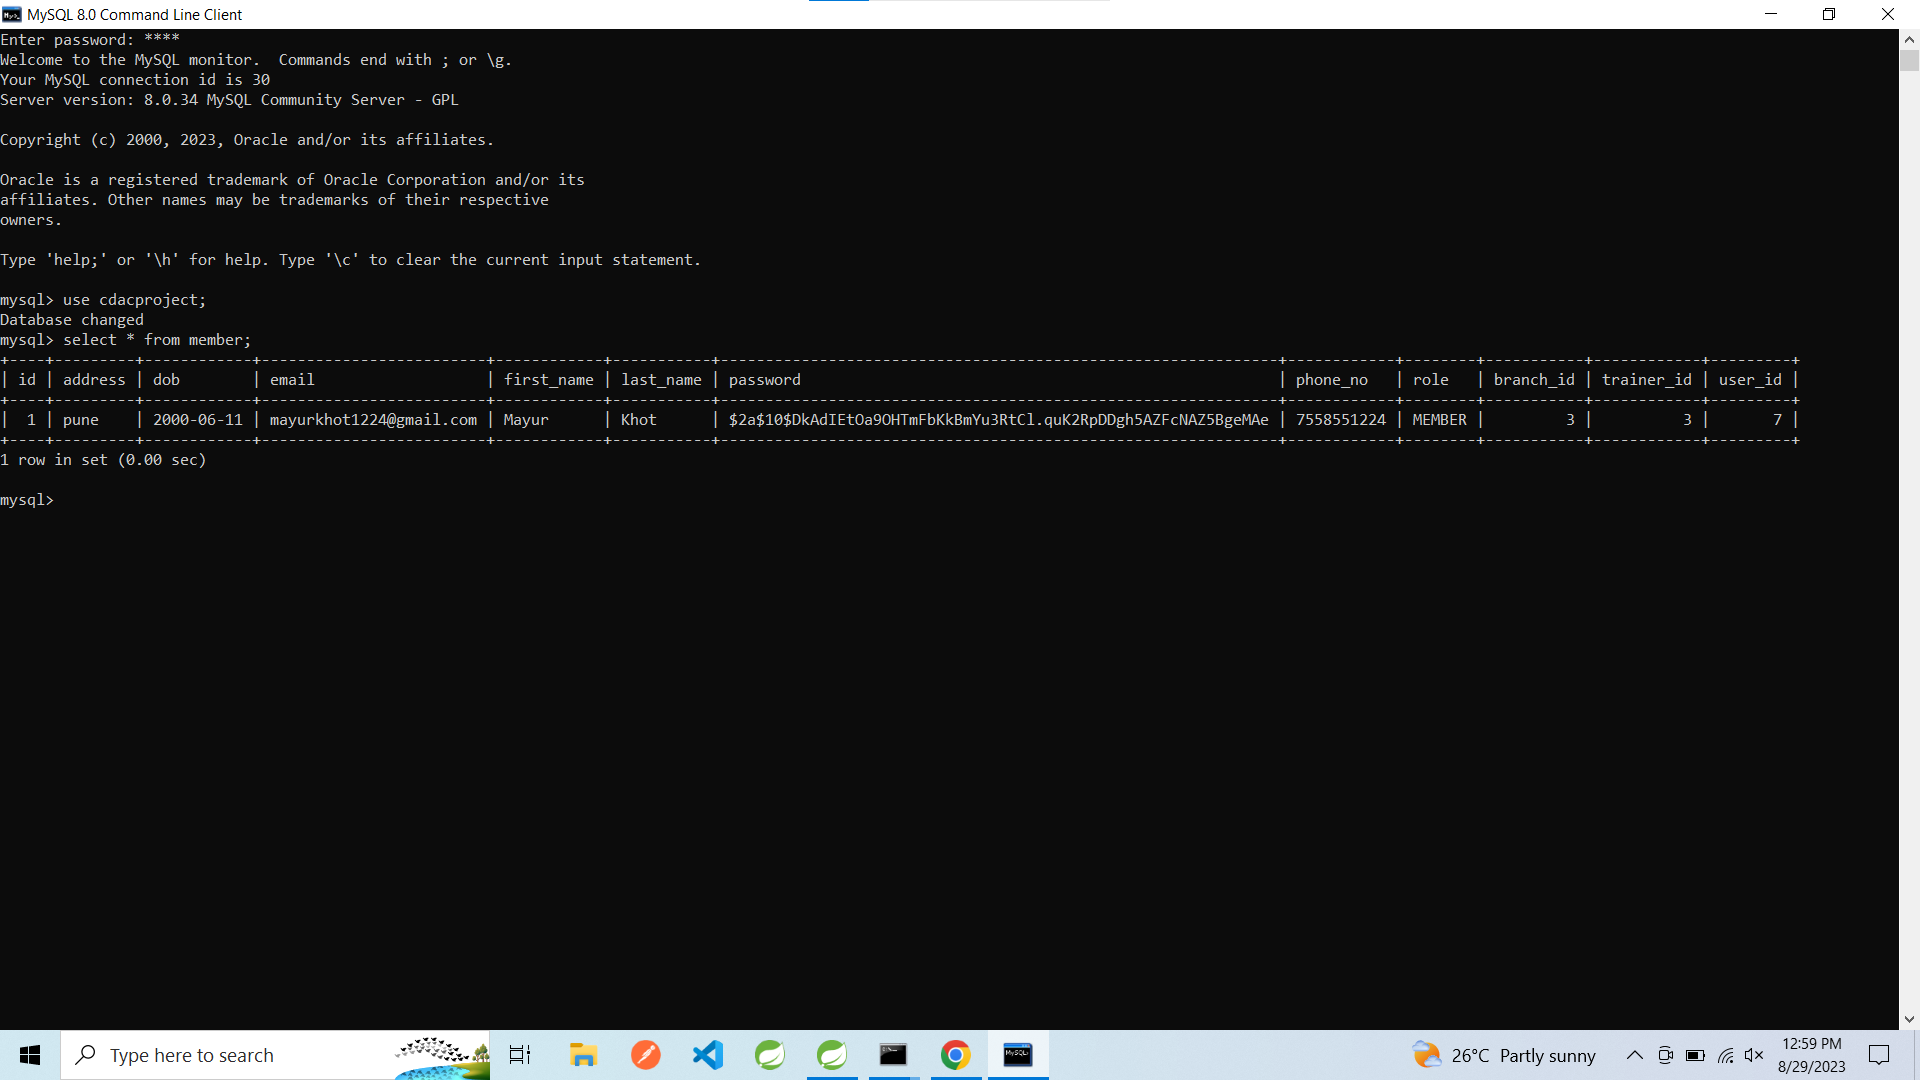 MySQL 8.0 Command Line Client
Enter password: ****
Welcome to the MySQL monitor.  Commands end with ; or \g.
Your MySQL connection id is 30
Server version: 8.0.34 MySQL Community Server - GPL
Copyright (c) 2000, 2023, Oracle and/or its affiliates.
Oracle is a registered trademark of Oracle Corporation and/or its
affiliates. Other names may be trademarks of their respective
owners.
Type 'help;' or '\h' for help. Type '\c' to clear the current input statement.
mysql> use cdacproject;
Database changed
mysql> select * from member;
| id | address | dob        | email                   | first_name | last_name | password                                                     | phone_no   | role   | branch_id | trainer_id | user_id |
|  1 | pune    | 2000-06-11 | mayurkhot1224@gmail.com | Mayur      | Khot      | $2a$10$DkAdIEtOa9OHTmFbKkBmYu3RtCl.quK2RpDDgh5AZFcNAZ5BgeMAe | 7558551224 | MEMBER |         3 |          3 |       7 |
1 row in set (0.00 sec)
mysql>
Type here to search
MySQL
26°C  Partly sunny
12:59 PM
8/29/2023